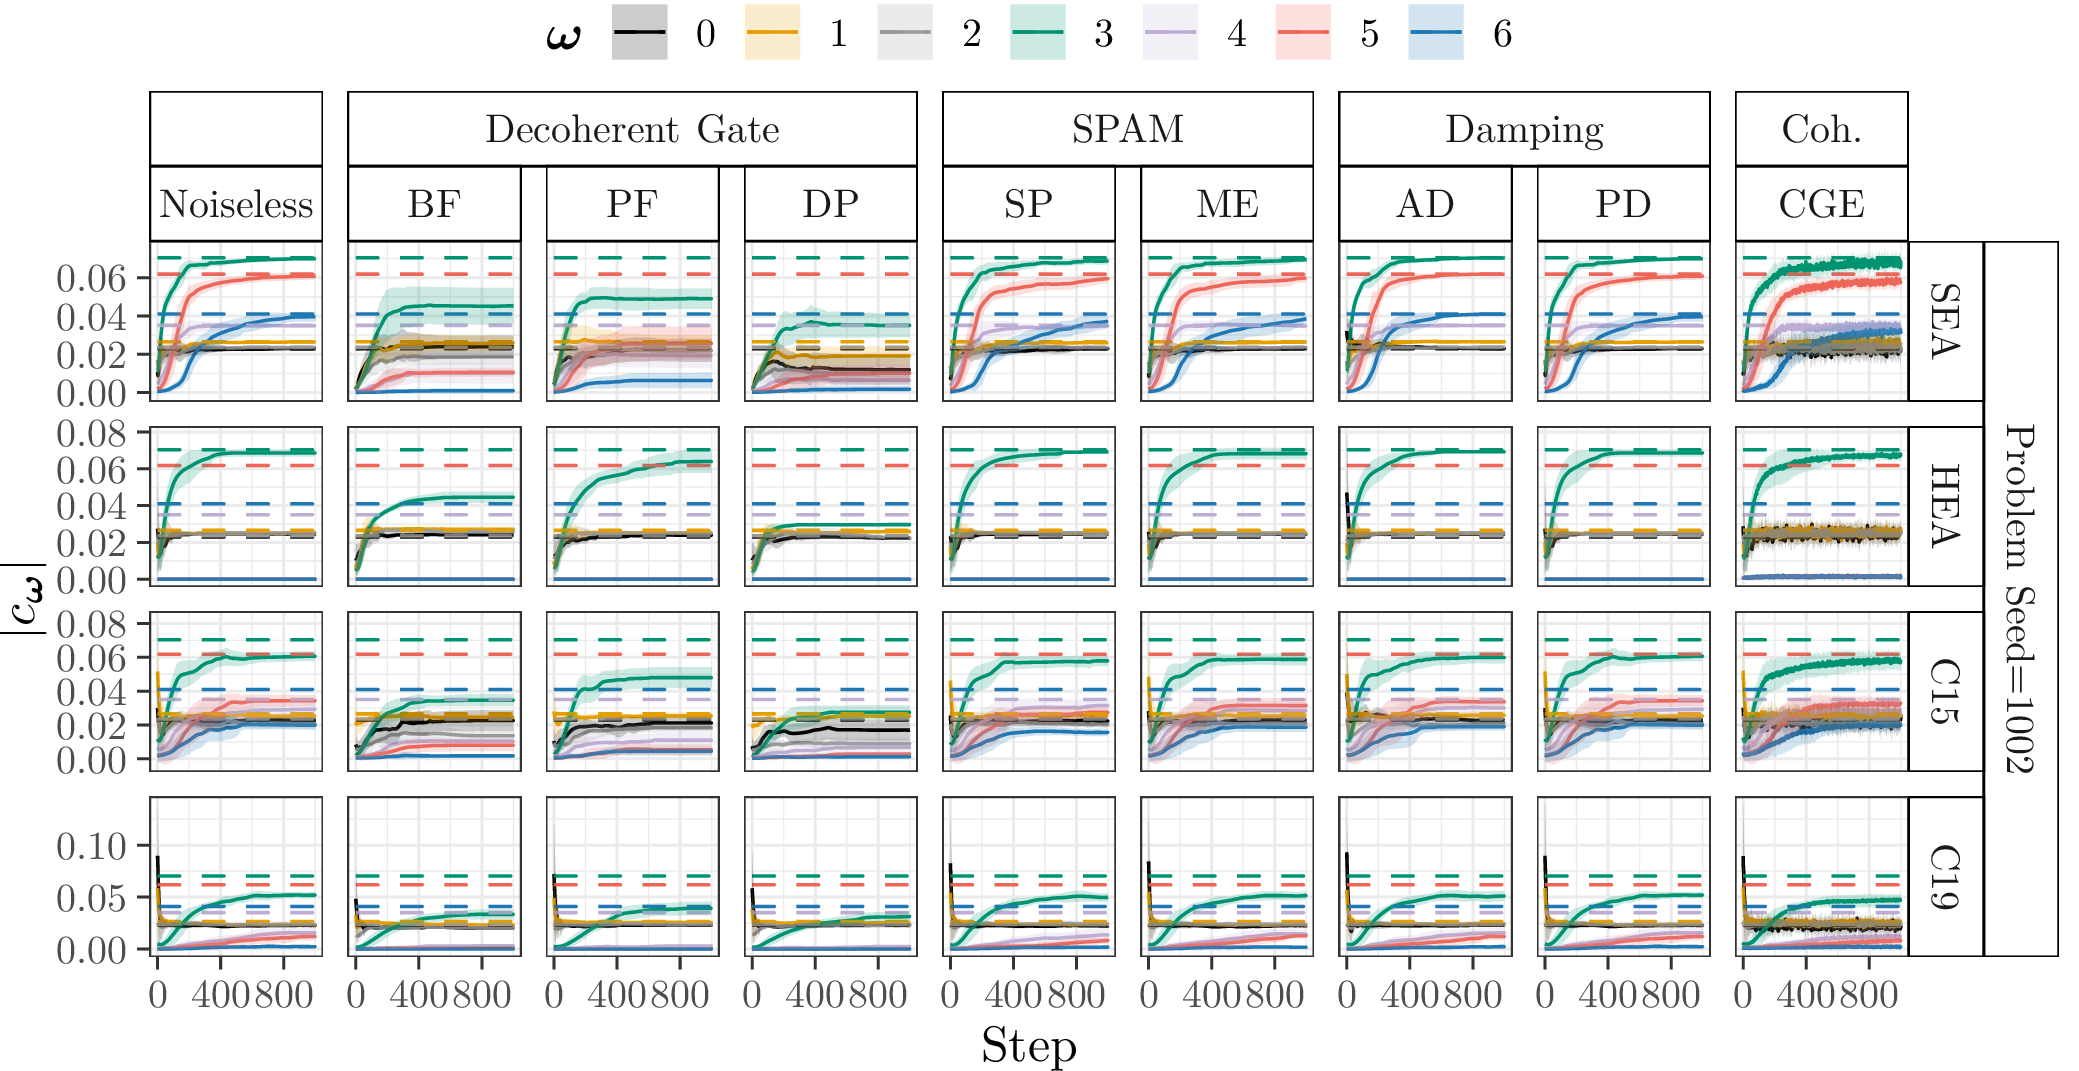 ω 0 1 2 3 4 5 6
Decoherent Gate SPAM Damping Coh.
Noiseless BF PF DP SP ME AD PD CGE
0.06
0.04
0.02
0.00
SEA
0.08
0.06
0.04
0.02
0.00
HEA
0.08
0.06
0.04
0.02
0.00
C15
0.10
0.05
0.00
C19
Problem Seed=1002
|c_ω|
0 400 800 0 400 800 0 400 800 0 400 800 0 400 800 0 400 800 0 400 800 0 400 800 0 400 800
Step